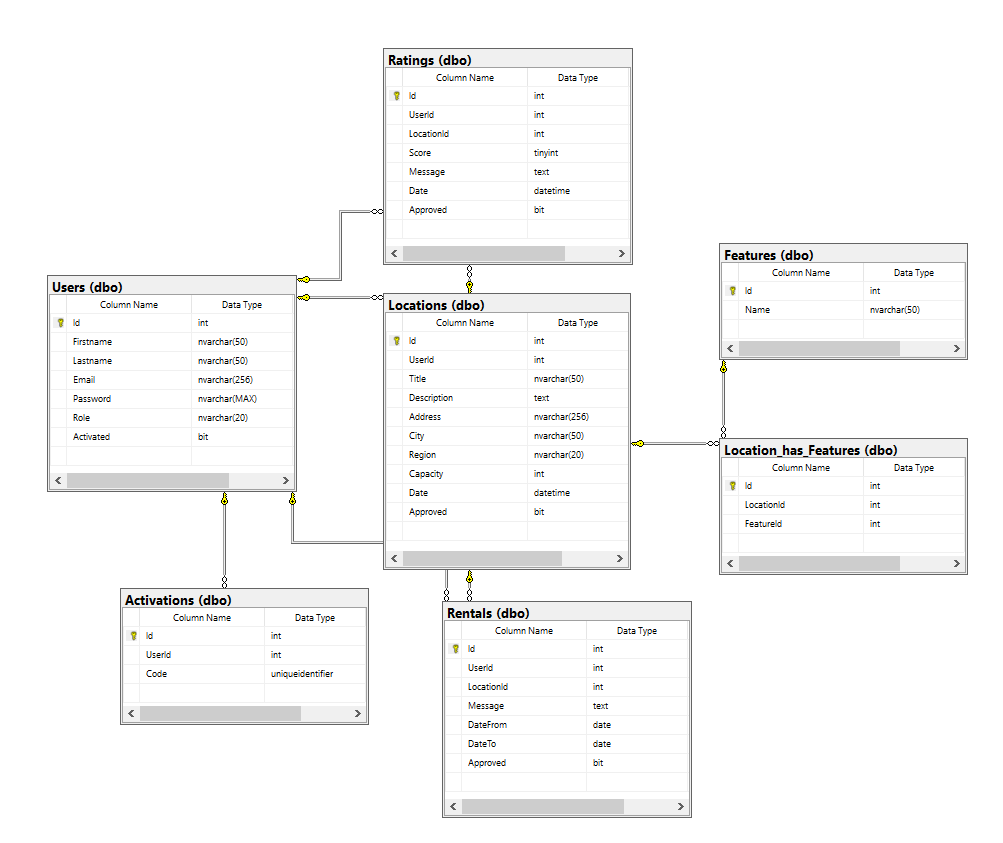 Ratings (dbo)
Column Name Data Type
Id int
UserId int
LocationId int
Score tinyint
Message text
Date datetime
Approved bit
Users (dbo)
Column Name Data Type
Id int
Firstname nvarchar(50)
Lastname nvarchar(50)
Email nvarchar(256)
Password nvarchar(MAX)
Role nvarchar(20)
Activated bit
Locations (dbo)
Column Name Data Type
Id int
UserId int
Title nvarchar(50)
Description text
Address nvarchar(256)
City nvarchar(50)
Region nvarchar(20)
Capacity int
Date datetime
Approved bit
Features (dbo)
Column Name Data Type
Id int
Name nvarchar(50)
Location_has_Features (dbo)
Column Name Data Type
Id int
LocationId int
FeatureId int
Activations (dbo)
Column Name Data Type
Id int
UserId int
Code uniqueidentifier
Rentals (dbo)
Column Name Data Type
Id int
UserId int
LocationId int
Message text
DateFrom date
DateTo date
Approved bit